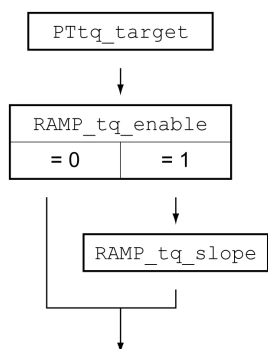 PTtq_target
RAMP_tq_enable
= 0 = 1
RAMP_tq_slope